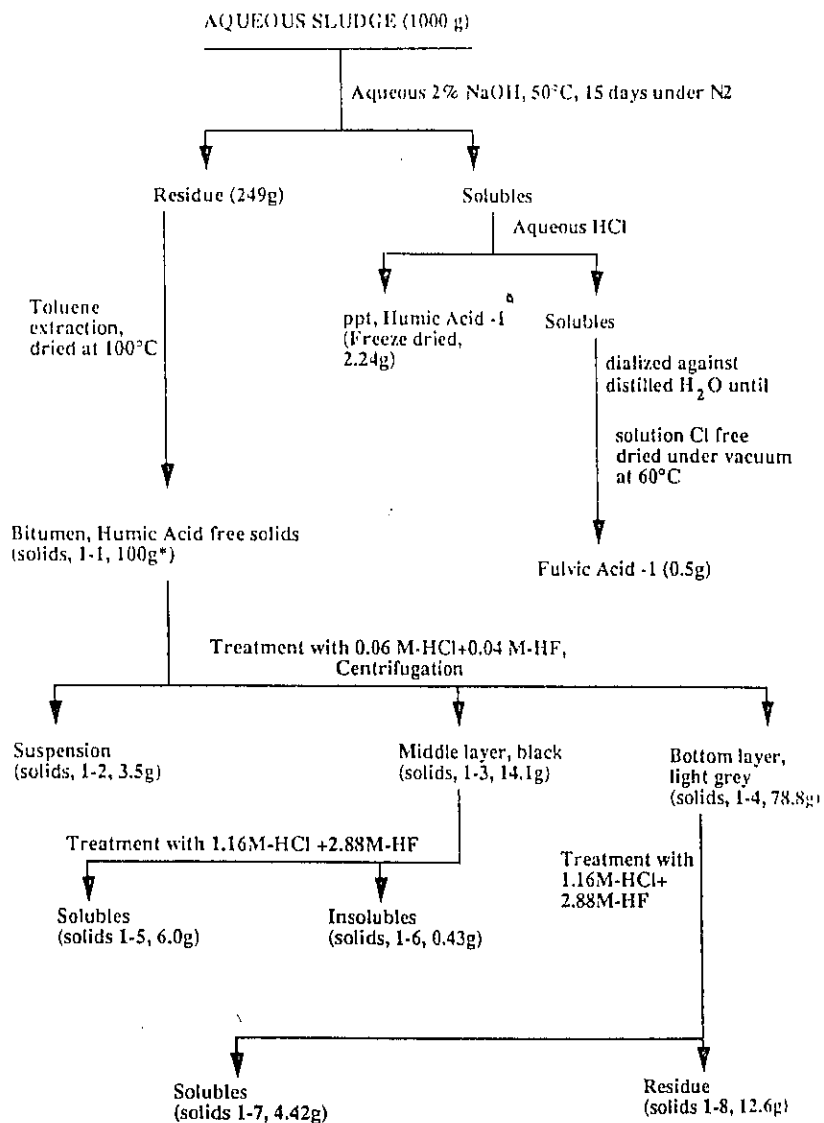 AQUEOUS SLUDGE (1000 g)
Aqueous 2% NaOH, 50°C, 15 days under N2
Residue (249g)
Solubles
Aqueous HCl
Toluene
extraction,
dried at 100°C
ppt, Humic Acid -1 a
(Freeze dried,
2.24g)
Solubles
dialized against
distilled H2O until
solution Cl free
dried under vacuum
at 60°C
Bitumen, Humic Acid free solids
(solids, 1-1, 100g*)
Fulvic Acid -1 (0.5g)
Treatment with 0.06 M-HCl+0.04 M-HF,
Centrifugation
Suspension
(solids, 1-2, 3.5g)
Middle layer, black
(solids, 1-3, 14.1g)
Bottom layer,
light grey
(solids, 1-4, 78.8g)
Treatment with 1.16M-HCl +2.88M-HF
Treatment with
1.16M-HCl+
2.88M-HF
Solubles
(solids 1-5, 6.0g)
Insolubles
(solids, 1-6, 0.43g)
Solubles
(solids 1-7, 4.42g)
Residue
(solids 1-8, 12.6g)